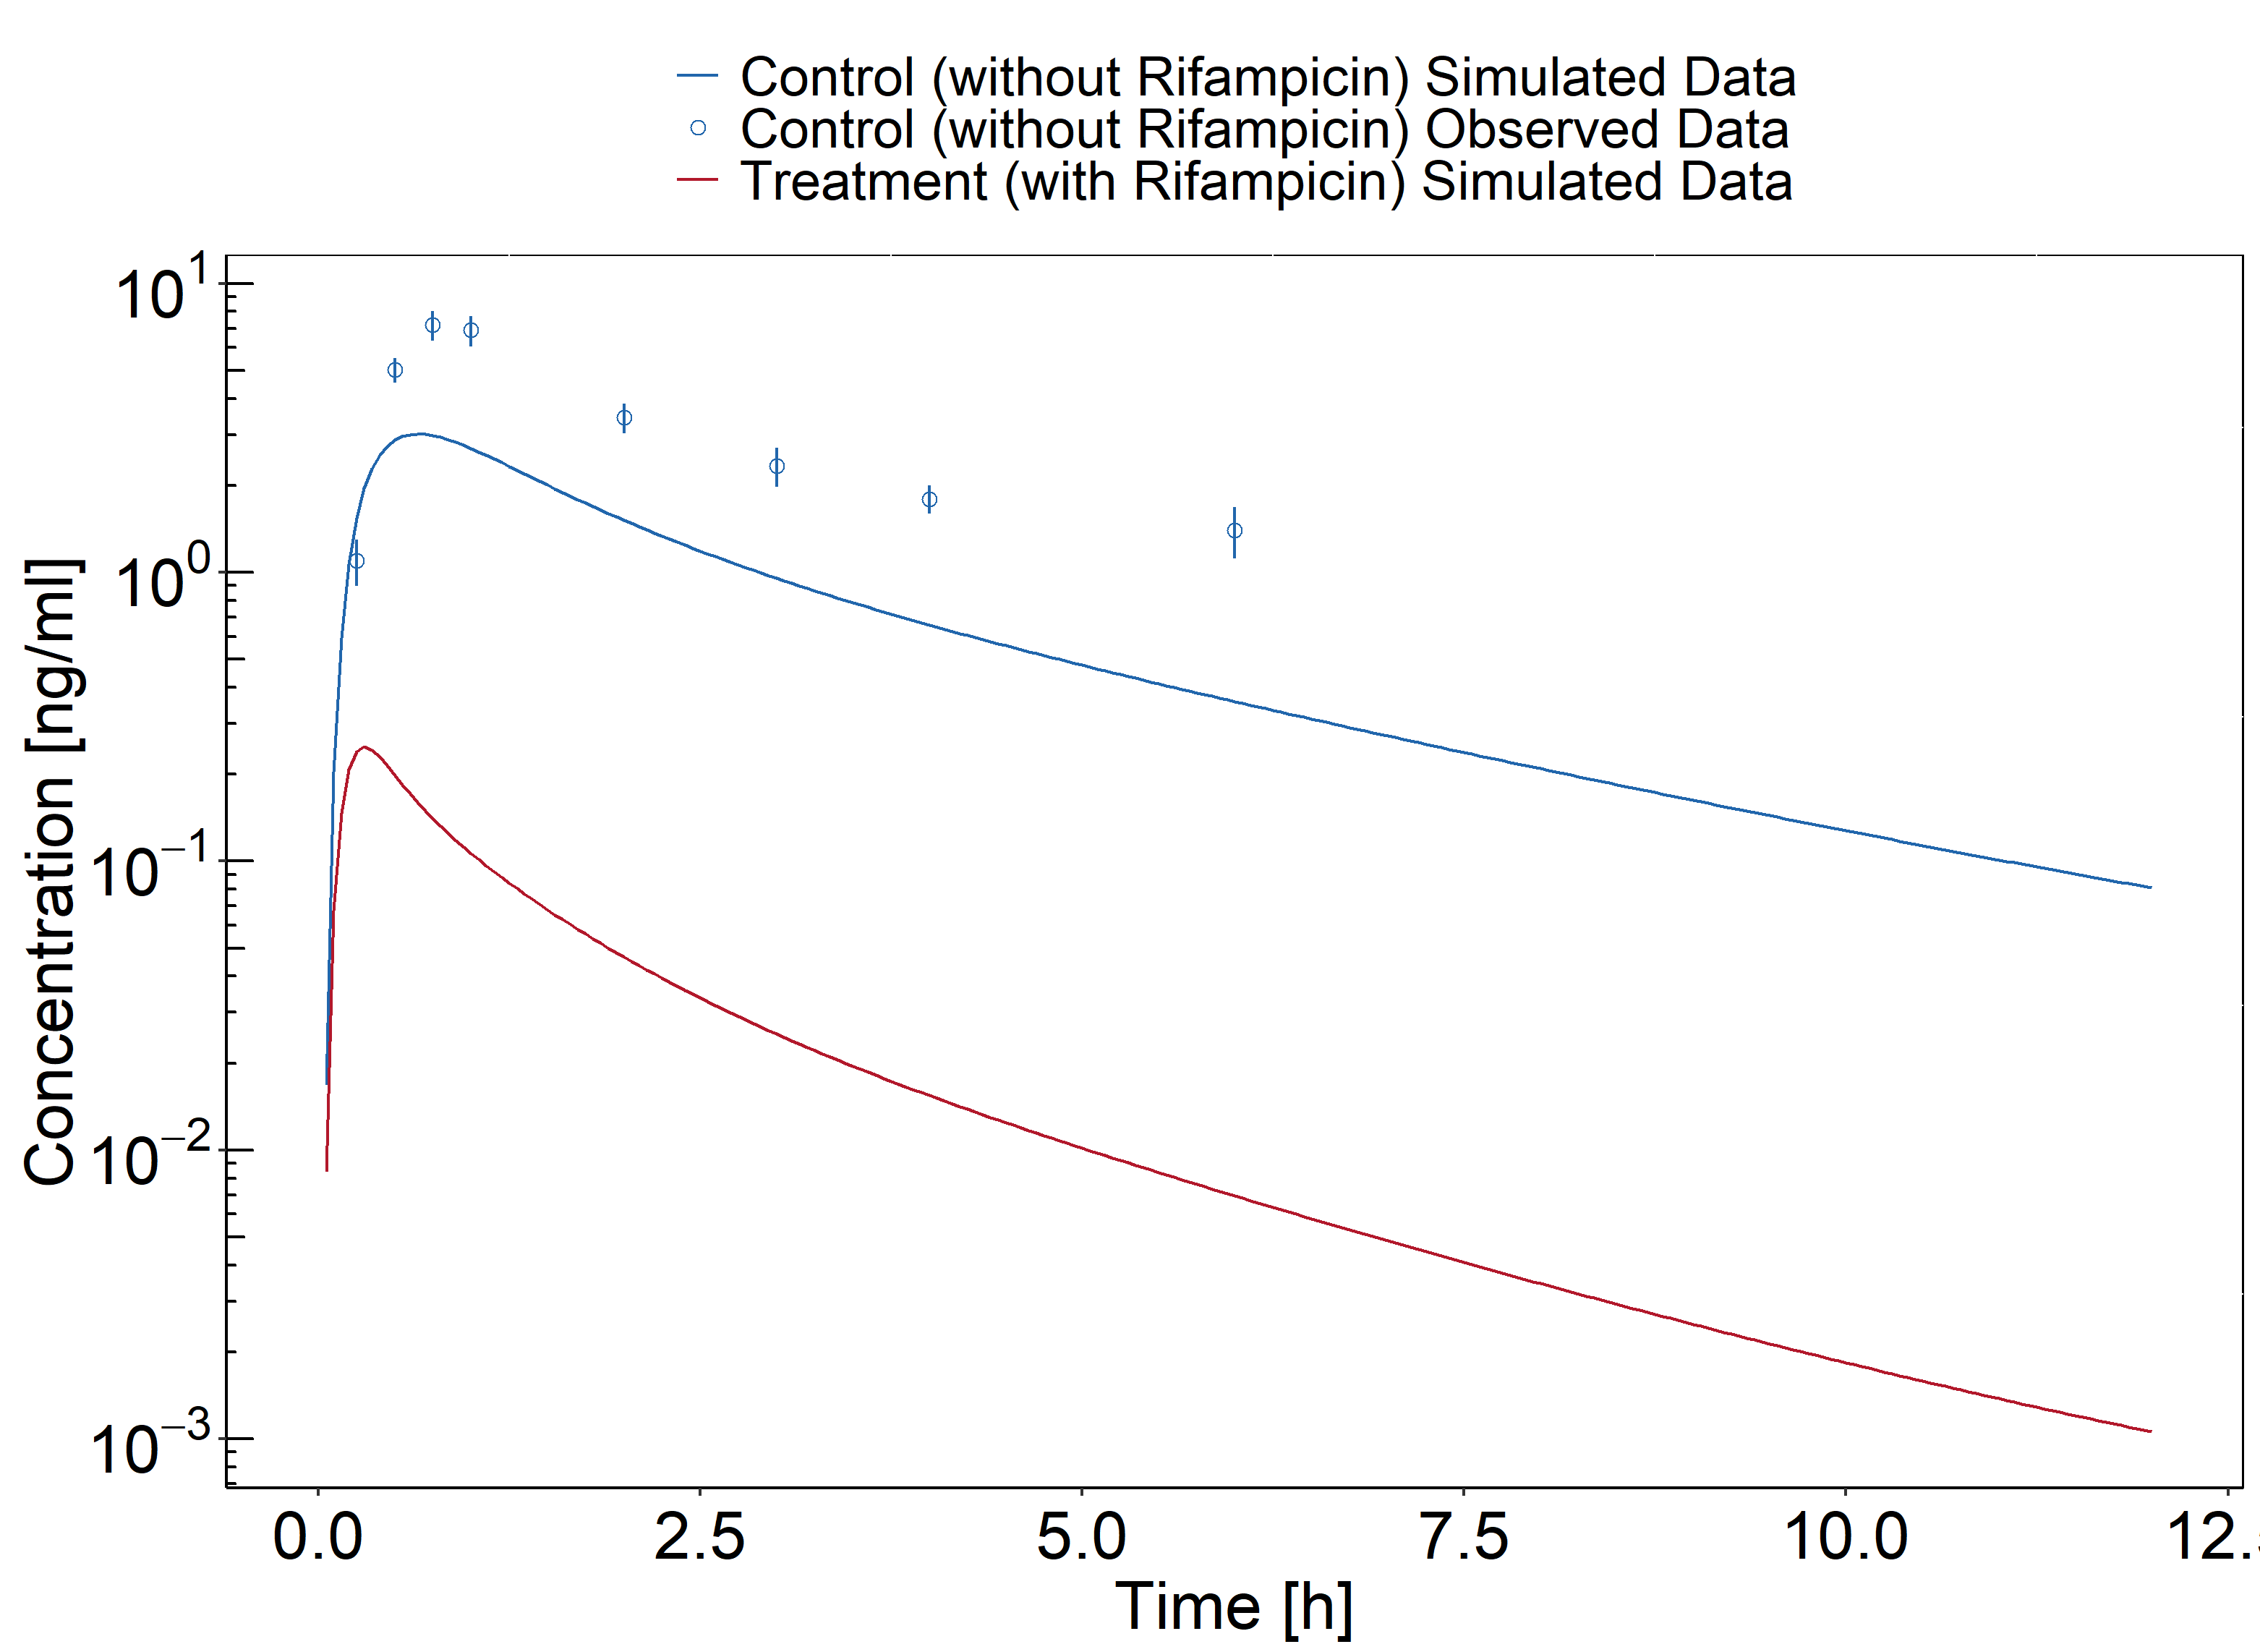 Control (without Rifampicin) Simulated Data
Control (without Rifampicin) Observed Data
Treatment (with Rifampicin) Simulated Data
10¹
10⁰
10⁻¹
10⁻²
10⁻³
Concentration [ng/ml]
0.0 2.5 5.0 7.5 10.0 12.
Time [h]